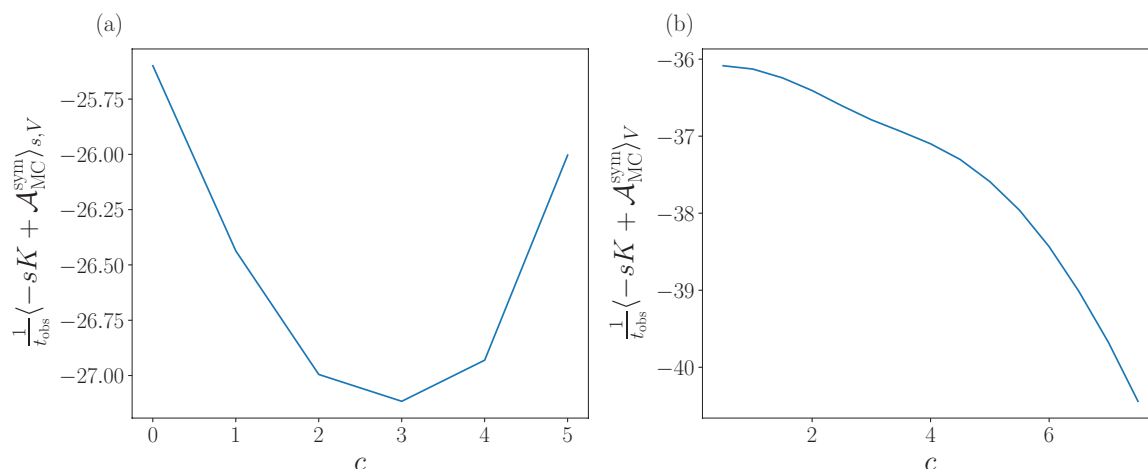 (a)
−25.75
−26.00
−26.25
−26.50
−26.75
−27.00
0 1 2 3 4 5
c
1/t_obs ⟨−sK + A_MC^sym⟩_{s,V}
(b)
−36
−37
−38
−39
−40
2 4 6
c
1/t_obs ⟨−sK + A_MC^sym⟩_V